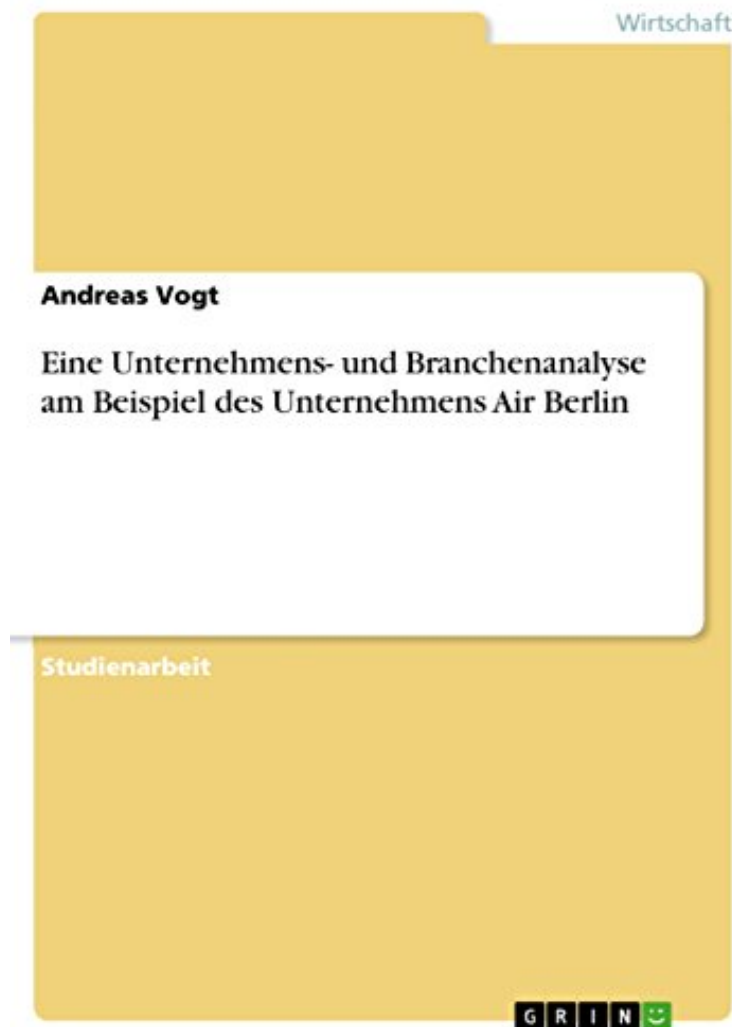 Wirtschaft
Andreas Vogt
Eine Unternehmens- und Branchenanalyse
am Beispiel des Unternehmens Air Berlin
Studienarbeit
GRIN